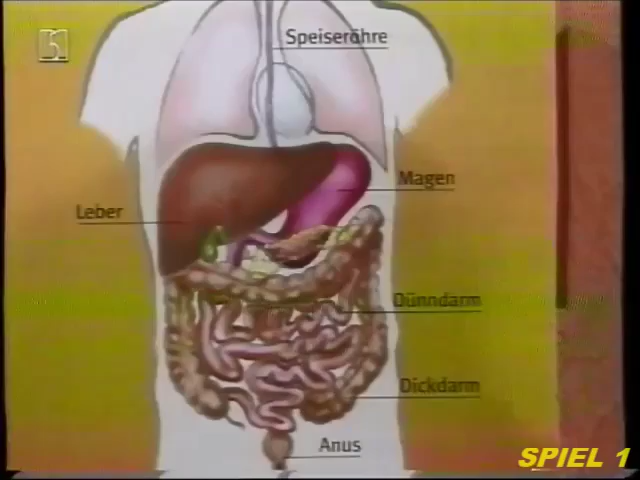 Speiseröhre
Magen
Leber
Dünndarm
Dickdarm
Anus
SPIEL 1